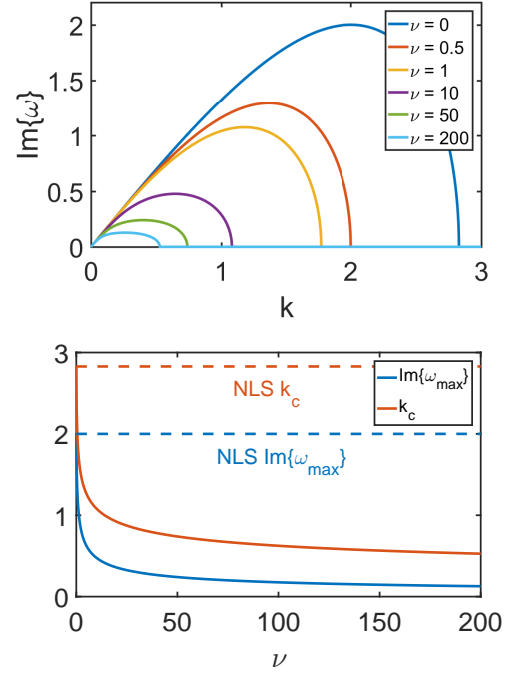 2
1.5
1
0.5
0
Im{ω}
ν = 0
ν = 0.5
ν = 1
ν = 10
ν = 50
ν = 200
0
1
2
3
k
3
2
1
0
Im{ω_max}
k_c
NLS k_c
NLS Im{ω_max}
0
50
100
150
200
ν